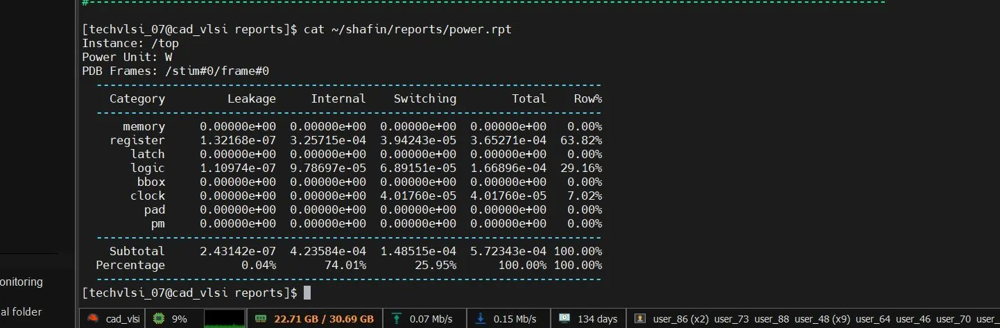 #------------------------------------------------------------------------------------------------------------------
[techvlsi_07@cad_vlsi reports]$ cat ~/shafin/reports/power.rpt
Instance: /top
Power Unit: W
PDB Frames: /stim#0/frame#0
-------------------------------------------------------------------------
Category Leakage Internal Switching Total Row%
-------------------------------------------------------------------------
memory 0.00000e+00 0.00000e+00 0.00000e+00 0.00000e+00 0.00%
register 1.32168e-07 3.25715e-04 3.94243e-05 3.65271e-04 63.82%
latch 0.00000e+00 0.00000e+00 0.00000e+00 0.00000e+00 0.00%
logic 1.10974e-07 9.78697e-05 6.89151e-05 1.66896e-04 29.16%
bbox 0.00000e+00 0.00000e+00 0.00000e+00 0.00000e+00 0.00%
clock 0.00000e+00 0.00000e+00 4.01760e-05 4.01760e-05 7.02%
pad 0.00000e+00 0.00000e+00 0.00000e+00 0.00000e+00 0.00%
pm 0.00000e+00 0.00000e+00 0.00000e+00 0.00000e+00 0.00%
-------------------------------------------------------------------------
Subtotal 2.43142e-07 4.23584e-04 1.48515e-04 5.72343e-04 100.00%
Percentage 0.04% 74.01% 25.95% 100.00% 100.00%
-------------------------------------------------------------------------
[techvlsi_07@cad_vlsi reports]$
onitoring
al folder
cad_vlsi 9% 22.71 GB / 30.69 GB 0.07 Mb/s 0.15 Mb/s 134 days user_86 (x2) user_73 user_88 user_48 (x9) user_64 user_46 user_70 user_